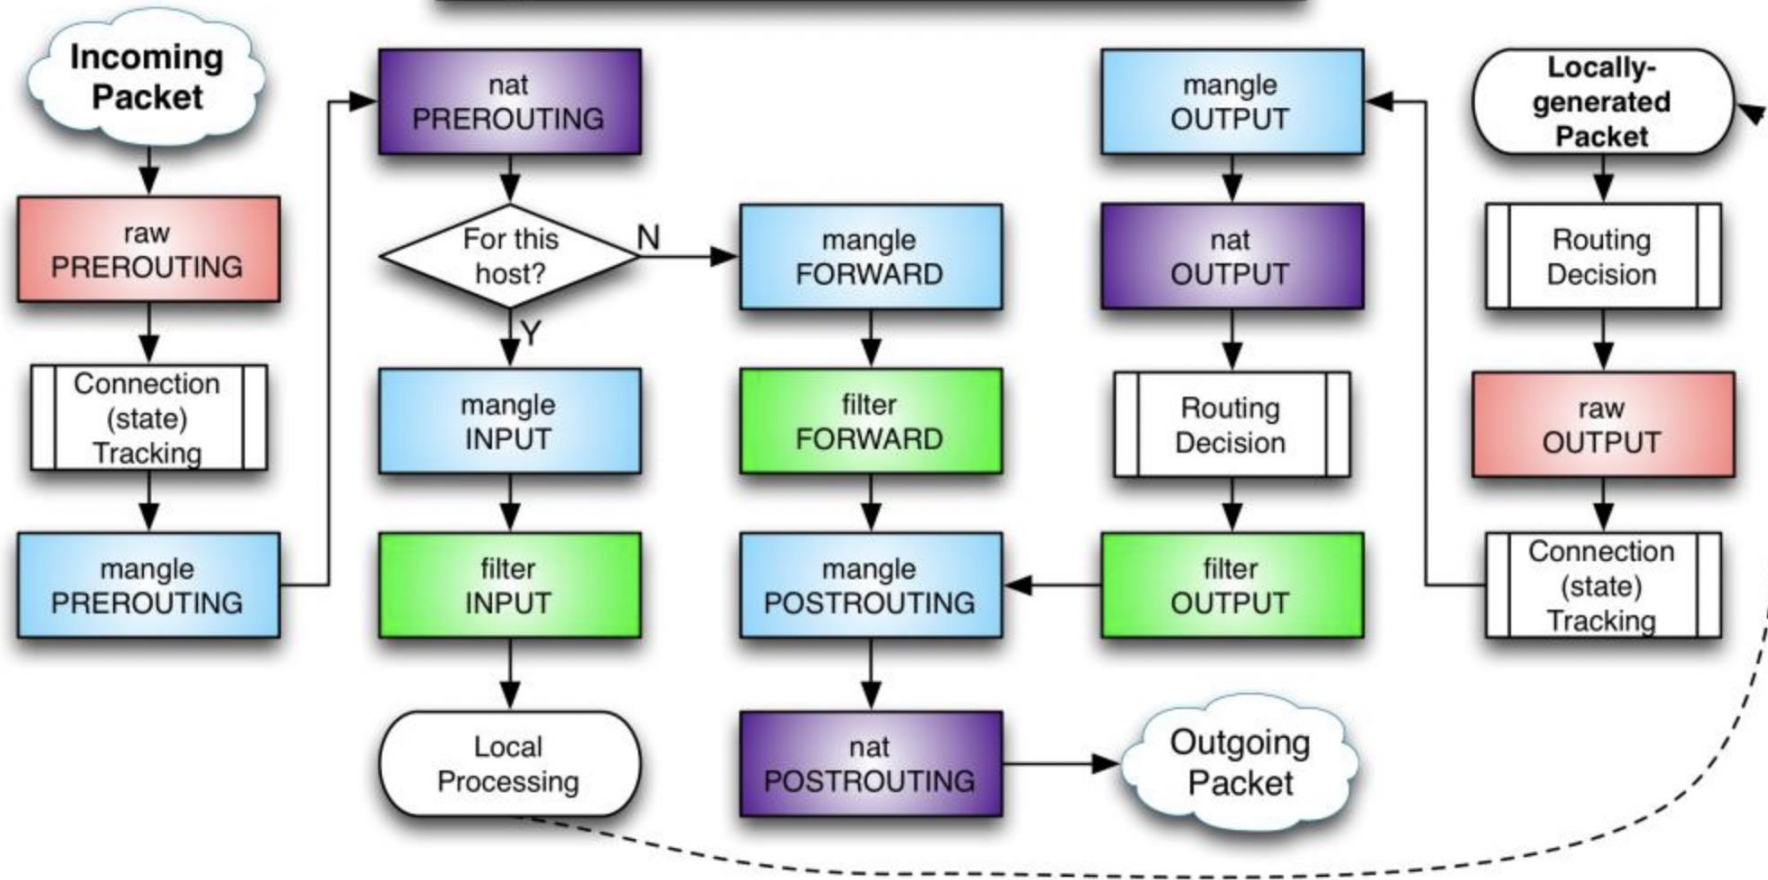 Incoming
Packet
raw
PREROUTING
Connection
(state)
Tracking
mangle
PREROUTING
nat
PREROUTING
For this
host?
N
Y
mangle
INPUT
filter
INPUT
Local
Processing
mangle
FORWARD
filter
FORWARD
mangle
POSTROUTING
nat
POSTROUTING
mangle
OUTPUT
nat
OUTPUT
Routing
Decision
filter
OUTPUT
Outgoing
Packet
Locally-
generated
Packet
Routing
Decision
raw
OUTPUT
Connection
(state)
Tracking